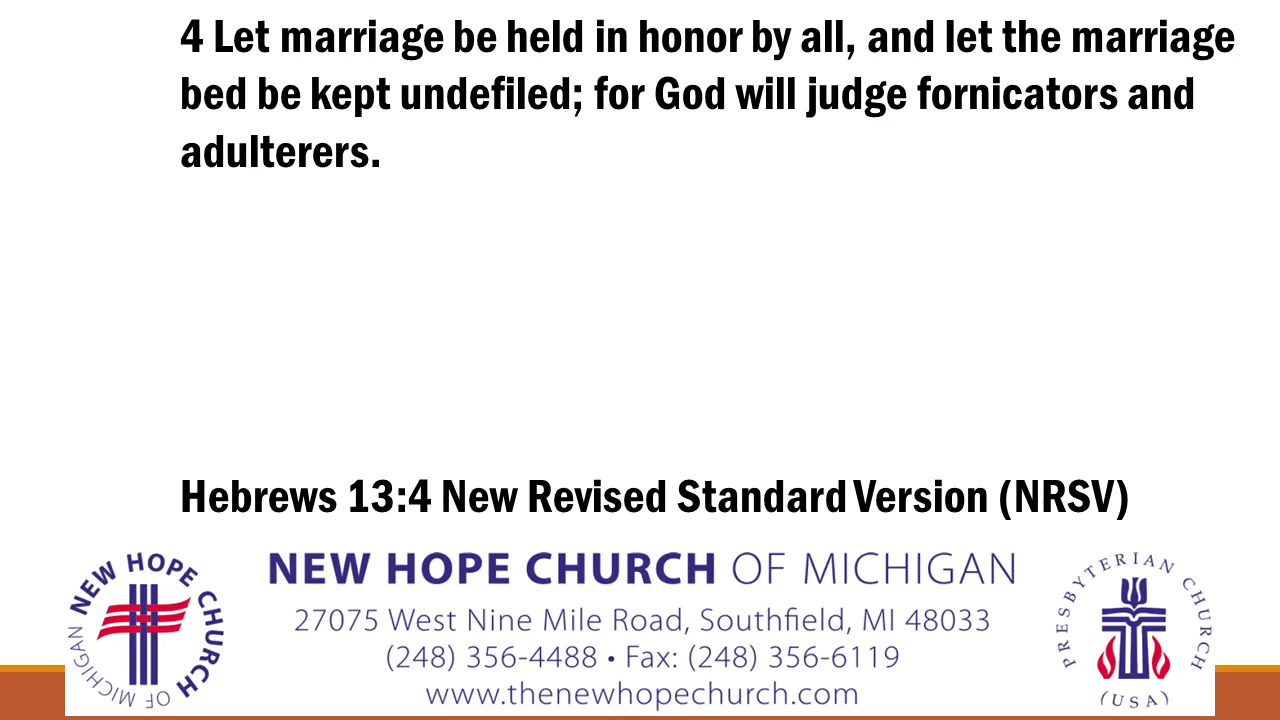 4 Let marriage be held in honor by all, and let the marriage
bed be kept undefiled; for God will judge fornicators and
adulterers.
Hebrews 13:4 New Revised Standard Version (NRSV)
NEW HOPE CHURCH OF MICHIGAN
NEW HOPE CHURCH OF MICHIGAN
27075 West Nine Mile Road, Southfield, MI 48033
(248) 356-4488 • Fax: (248) 356-6119
www.thenewhopechurch.com
PRESBYTERIAN CHURCH
(USA)